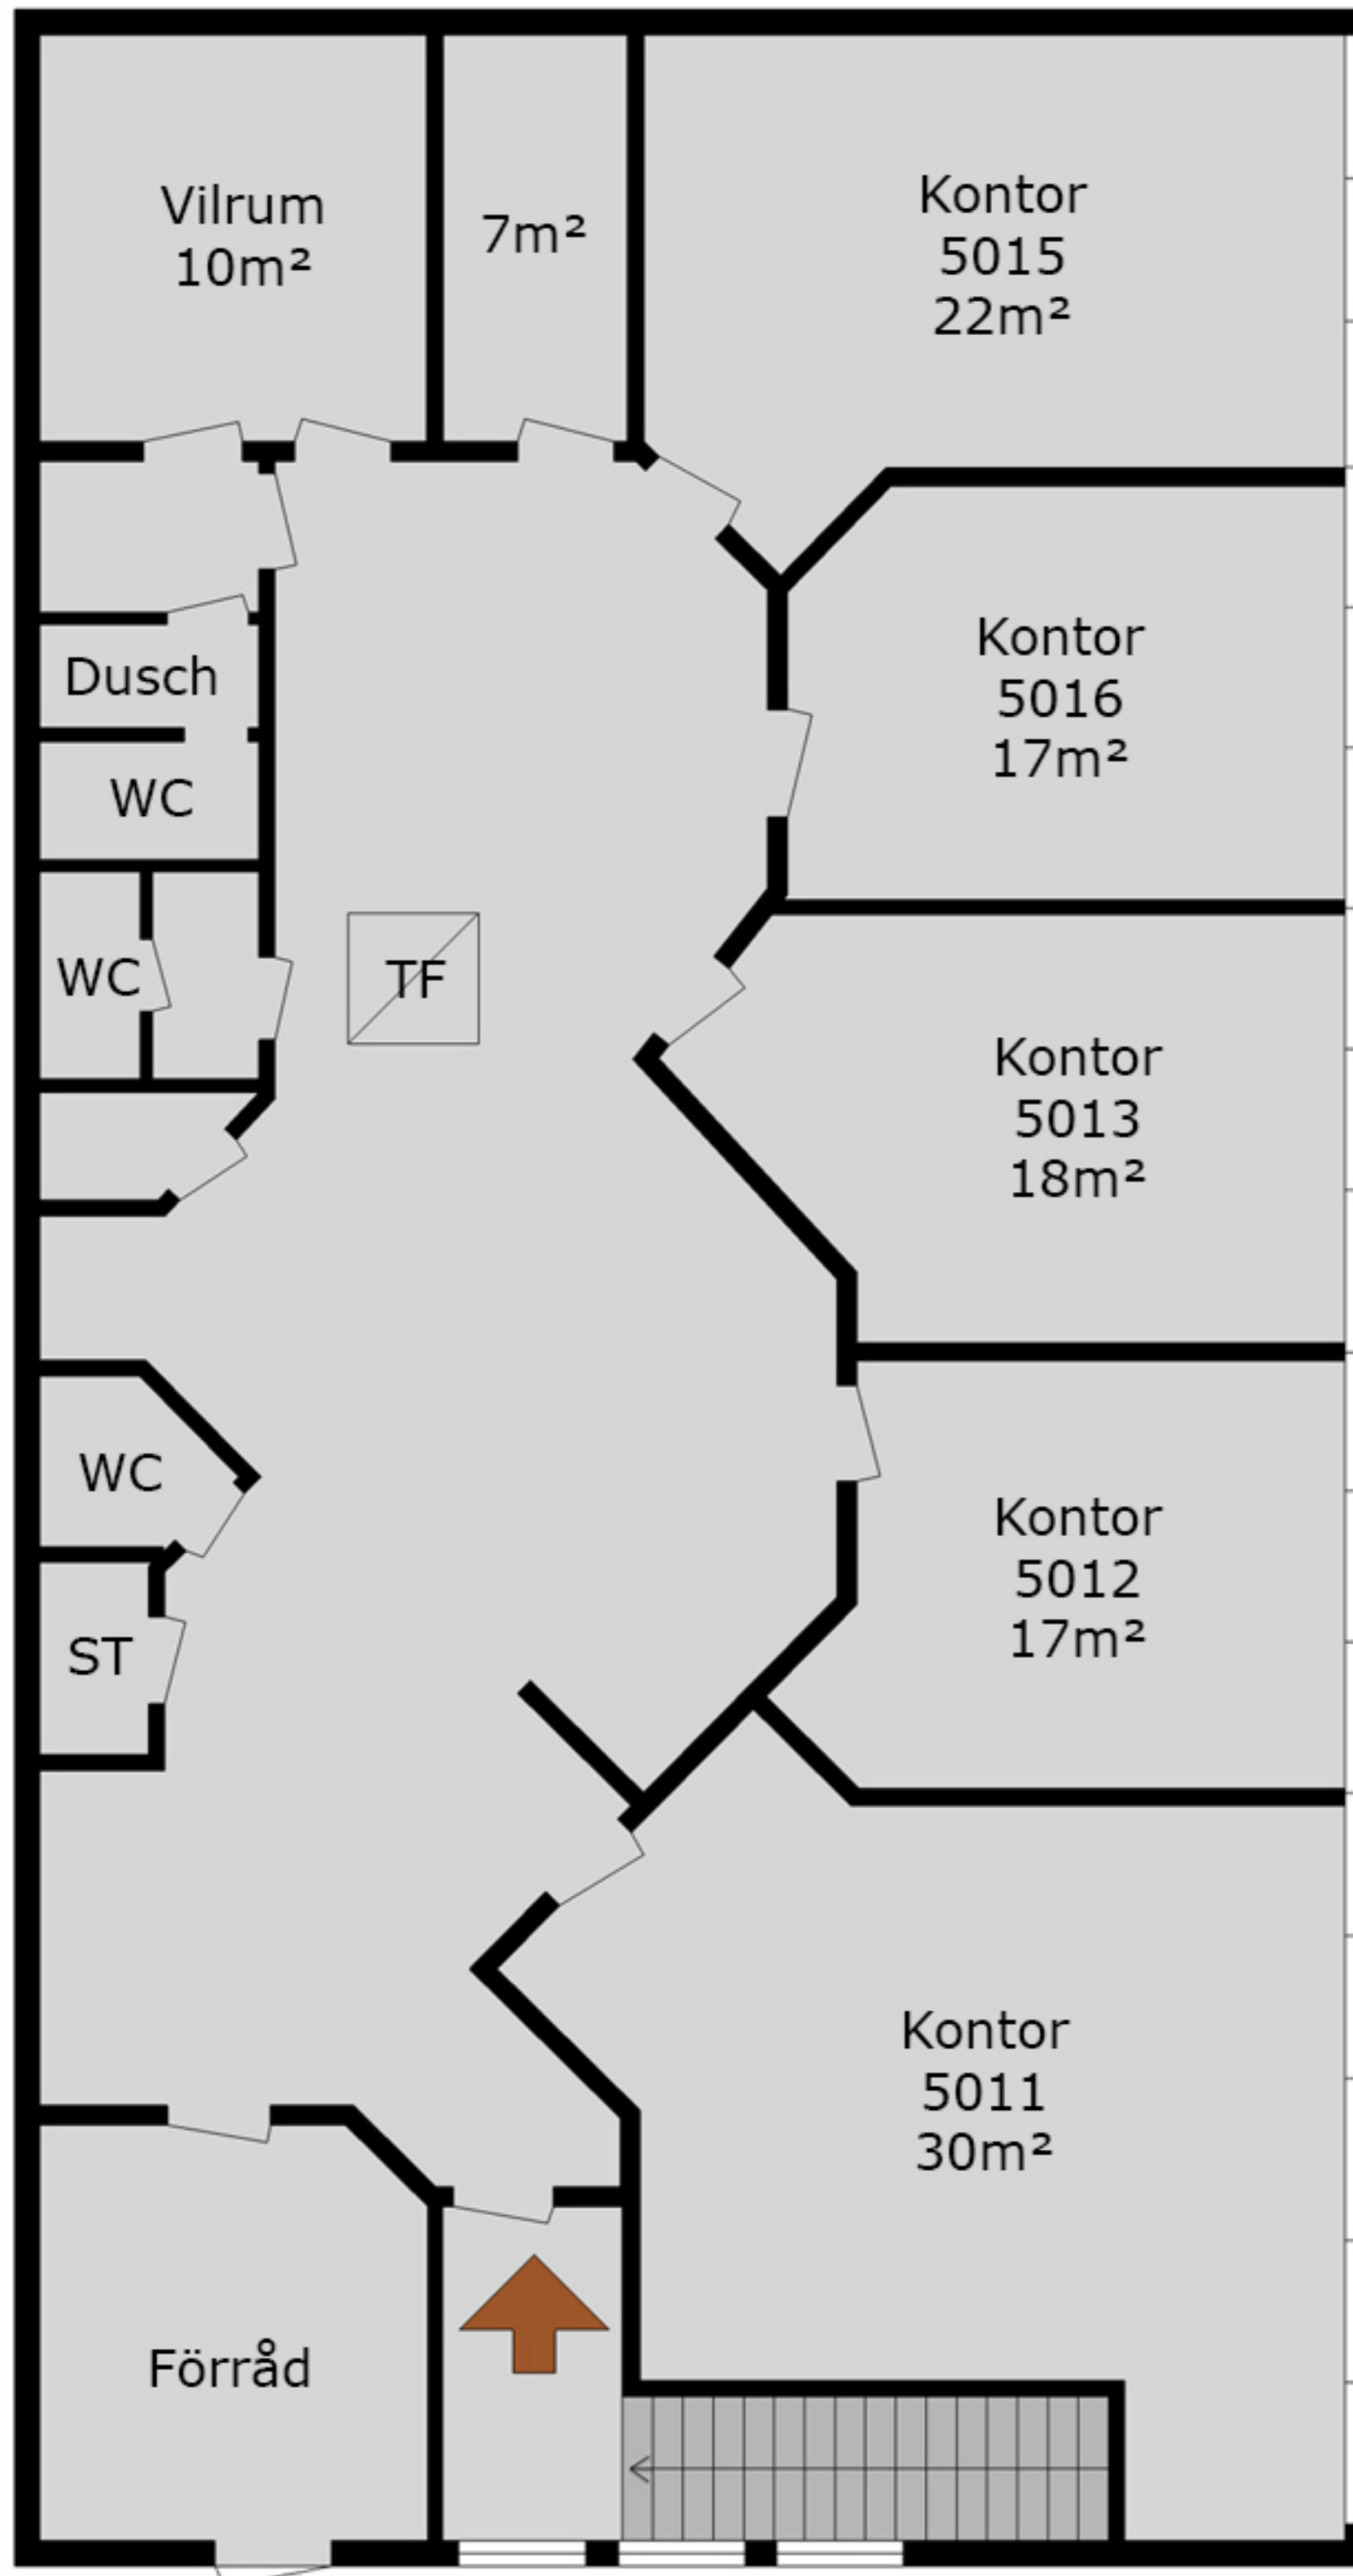 Vilrum
10m²
7m²
Kontor
5015
22m²
Kontor
5016
17m²
Dusch
WC
WC
TF
Kontor
5013
18m²
WC
Kontor
5012
17m²
ST
Kontor
5011
30m²
Förråd